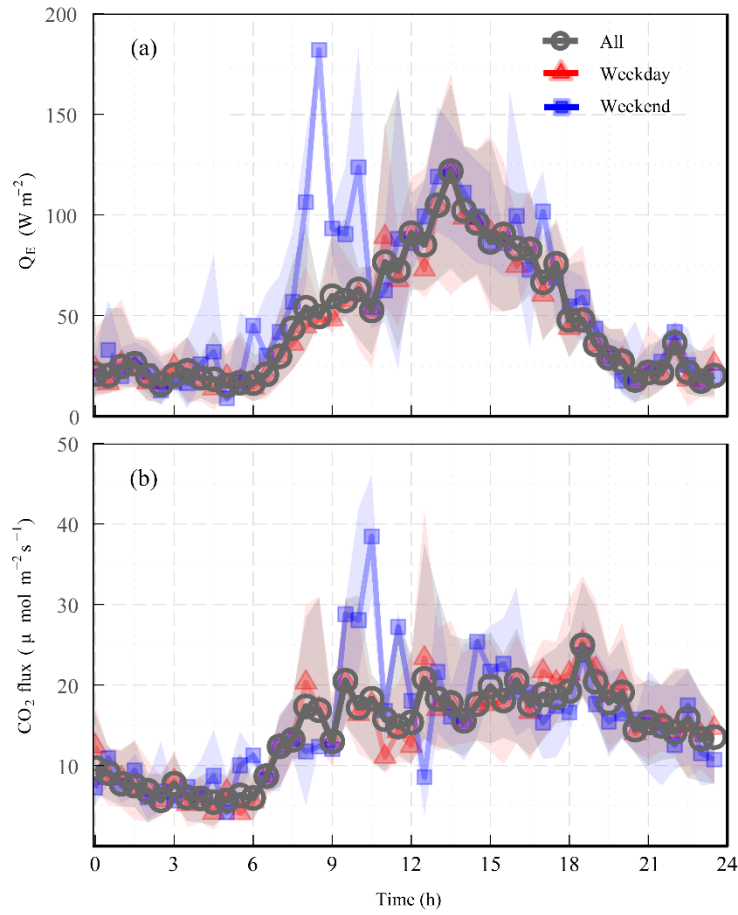 200
150
100
50
0
Q_E (W m⁻²)
(a)
All
Weekday
Weekend
50
40
30
20
10
CO₂ flux ( μ mol m⁻² s⁻¹)
(b)
0 3 6 9 12 15 18 21 24
Time (h)